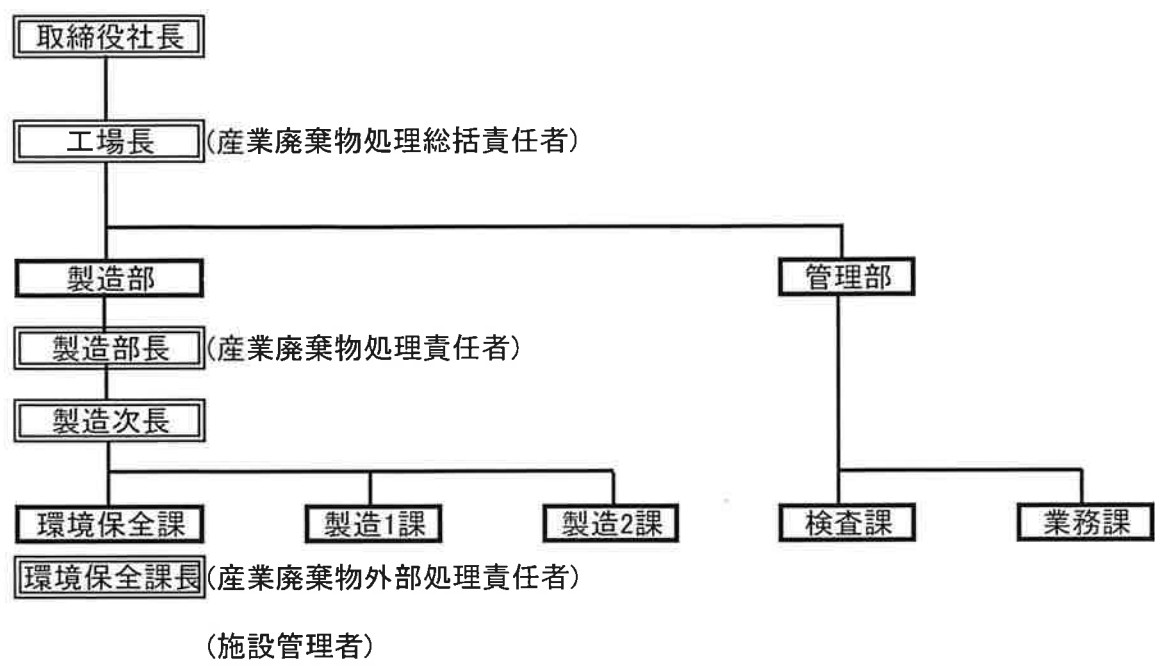 取締役社長
工場長 (産業廃棄物処理総括責任者)
製造部 管理部
製造部長 (産業廃棄物処理責任者)
製造次長
環境保全課 製造1課 製造2課 検査課 業務課
環境保全課長 (産業廃棄物外部処理責任者)
(施設管理者)